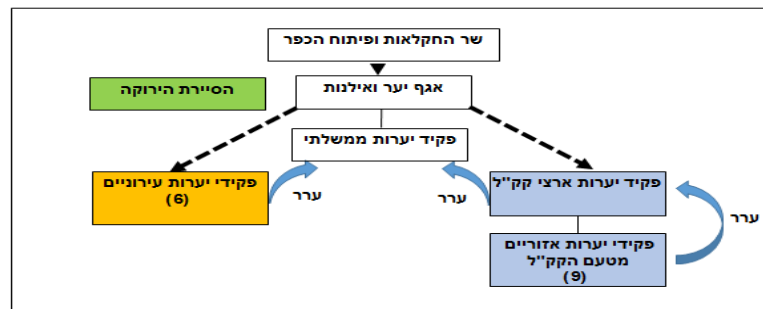 שר החקלאות ופיתוח הכפר
הסיירת הירוקה
אגף יער ואילנות
פקיד יערות ממשלתי
פקידי יערות עירוניים
(6)
ערר
ערר
פקיד יערות ארצי קק"ל
ערר
פקידי יערות אזוריים
מטעם הקק"ל
(9)